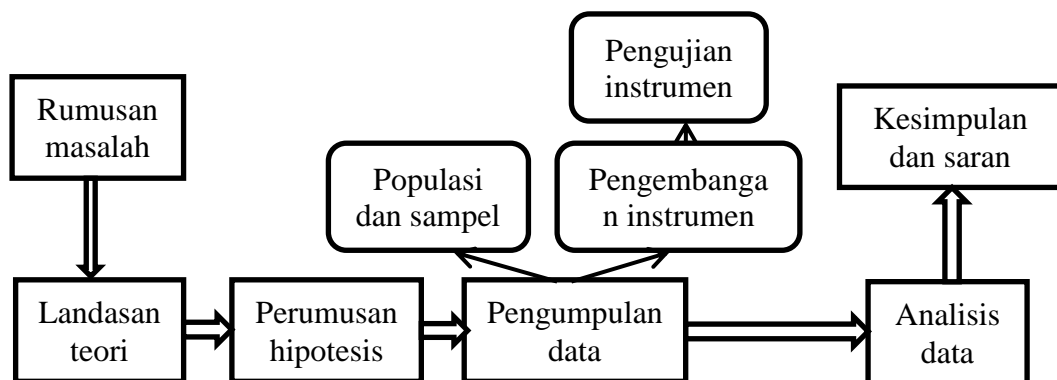 Rumusan
masalah
Landasan
teori
Perumusan
hipotesis
Pengumpulan
data
Populasi
dan sampel
Pengembanga
n instrumen
Pengujian
instrumen
Analisis
data
Kesimpulan
dan saran